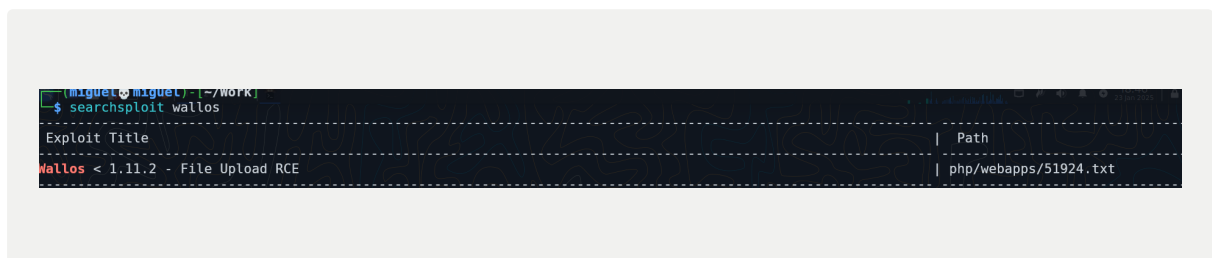 (miguel💀miguel)-[~/Work]
$ searchsploit wallos
Exploit Title | Path
Wallos < 1.11.2 - File Upload RCE | php/webapps/51924.txt